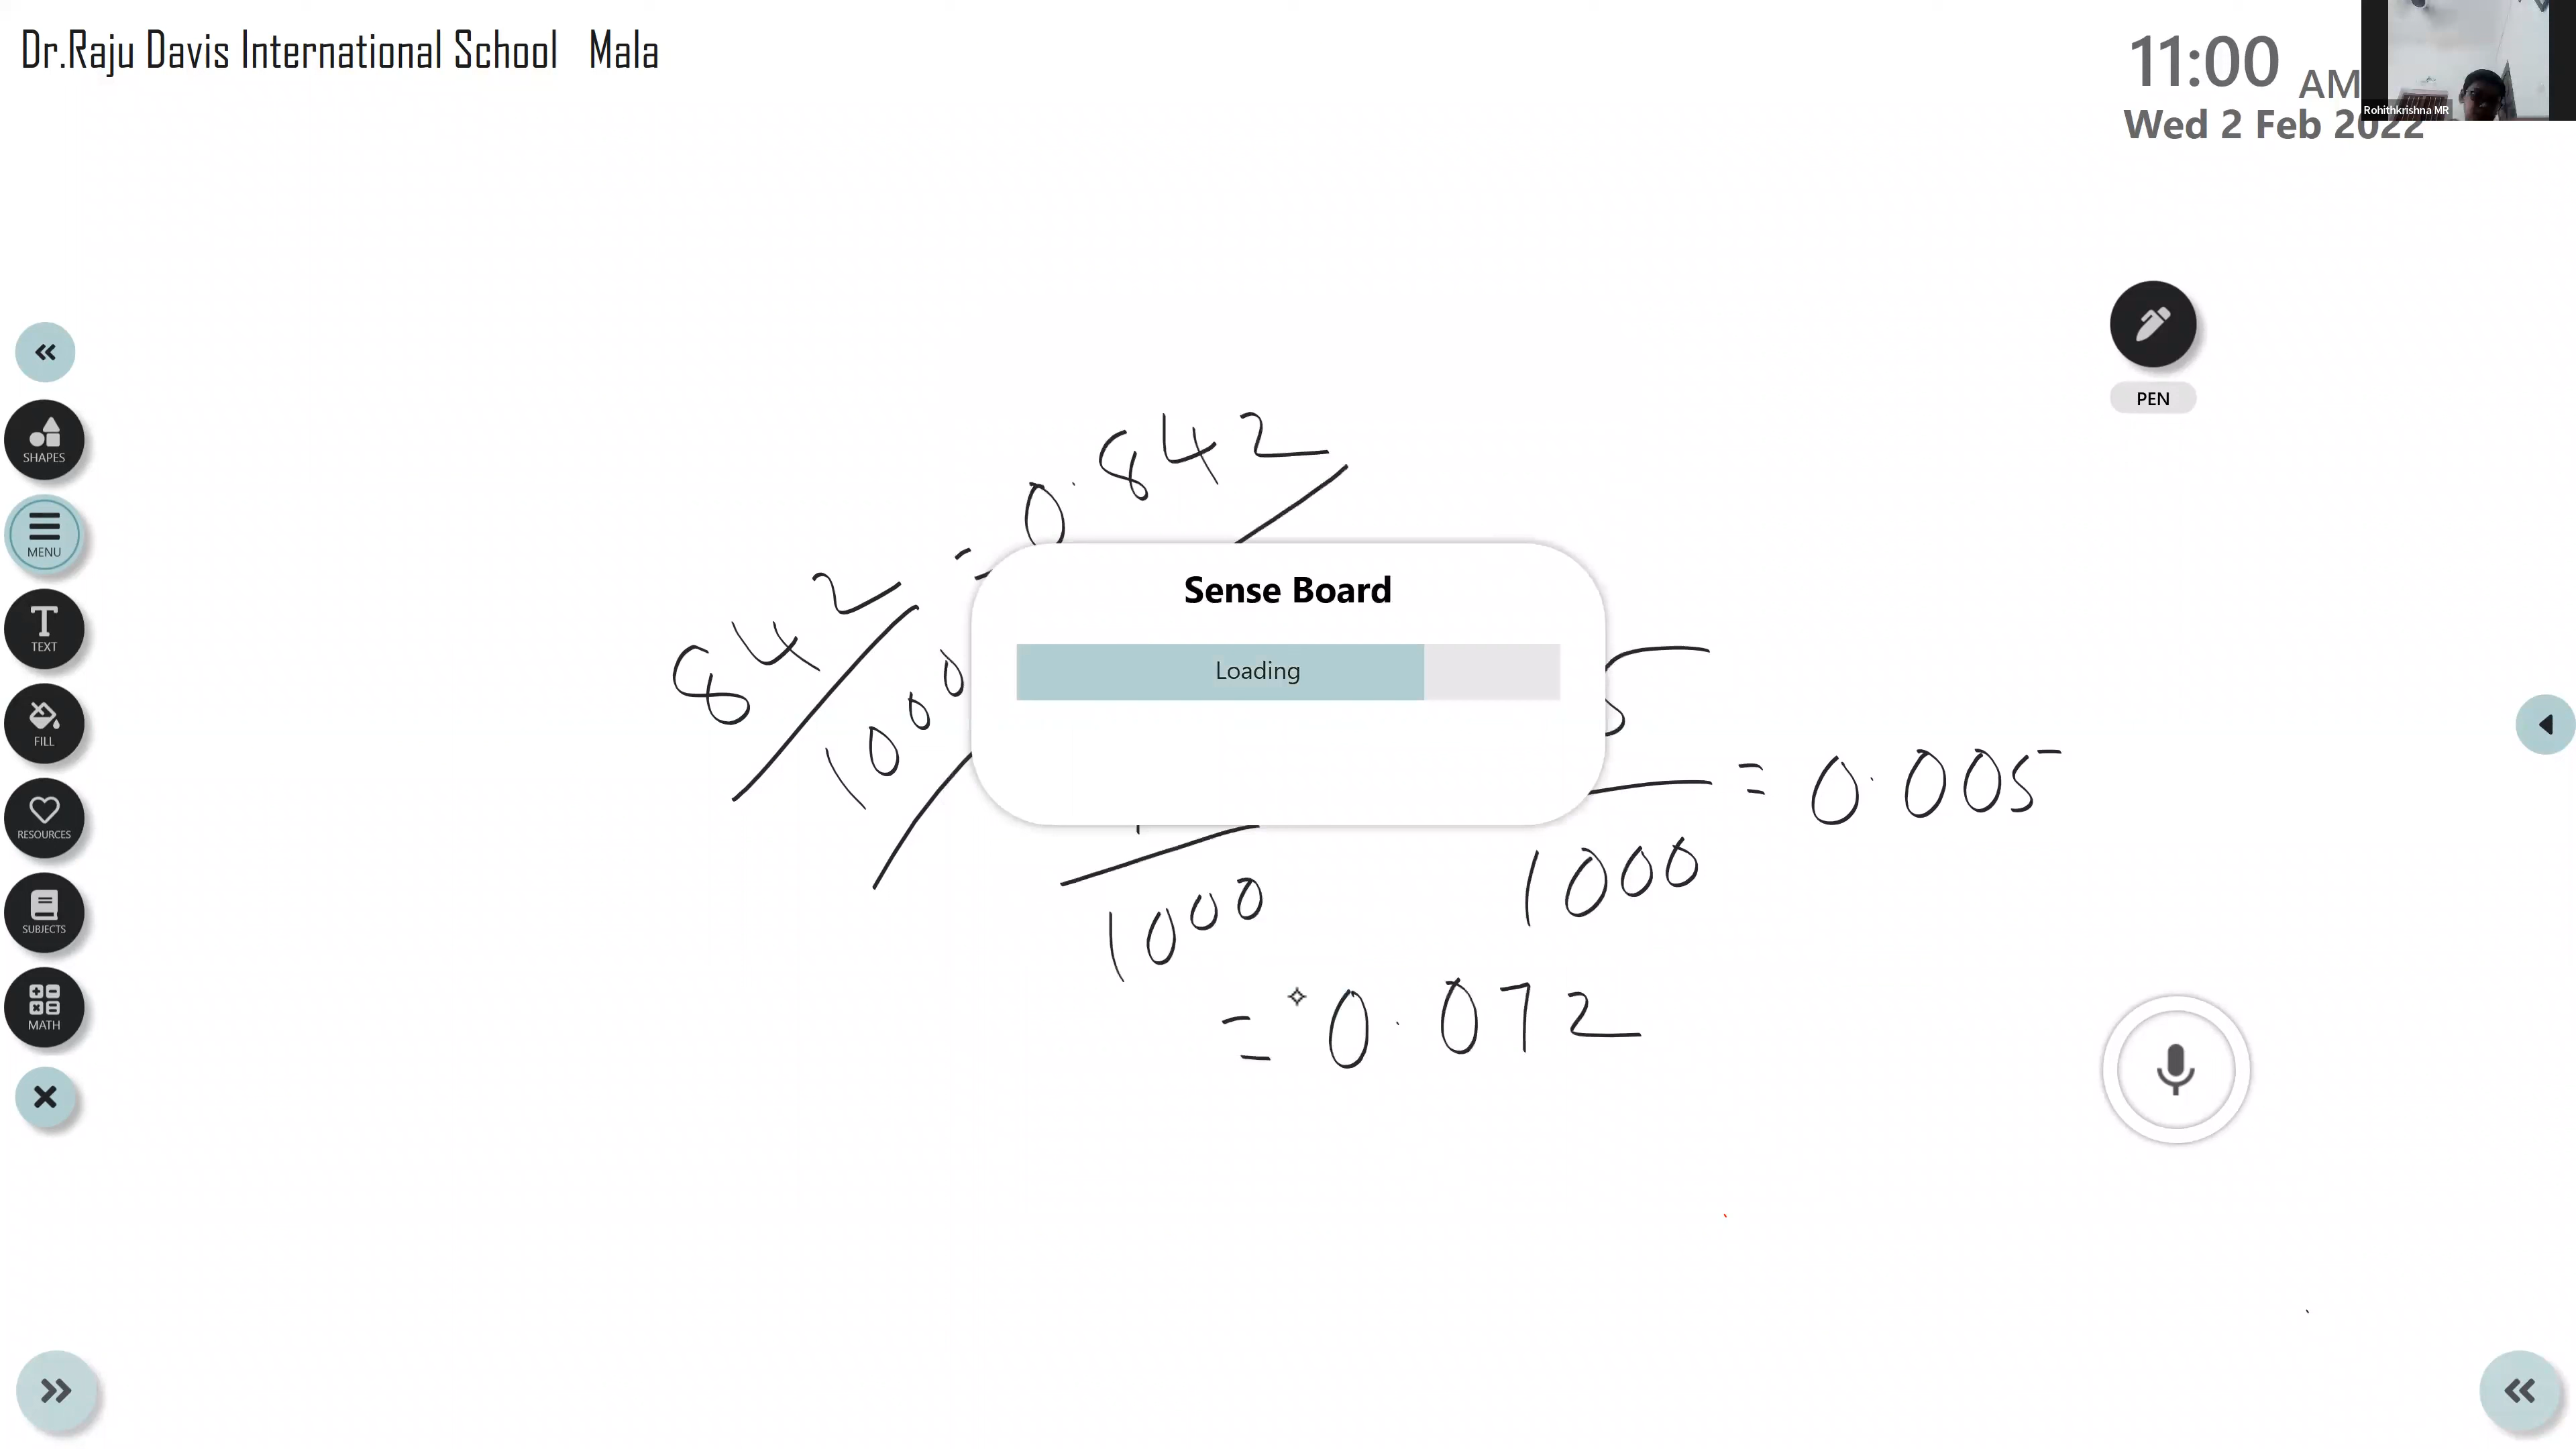 Dr.Raju Davis International School Mala
11:00 AM
Rohithkrishna MR
Wed 2 Feb 2022
PEN
SHAPES
MENU
TEXT
FILL
RESOURCES
SUBJECTS
MATH
842/1000 = 0.842
Sense Board
Loading
5
1000
= 0.005
1000
= 0.072